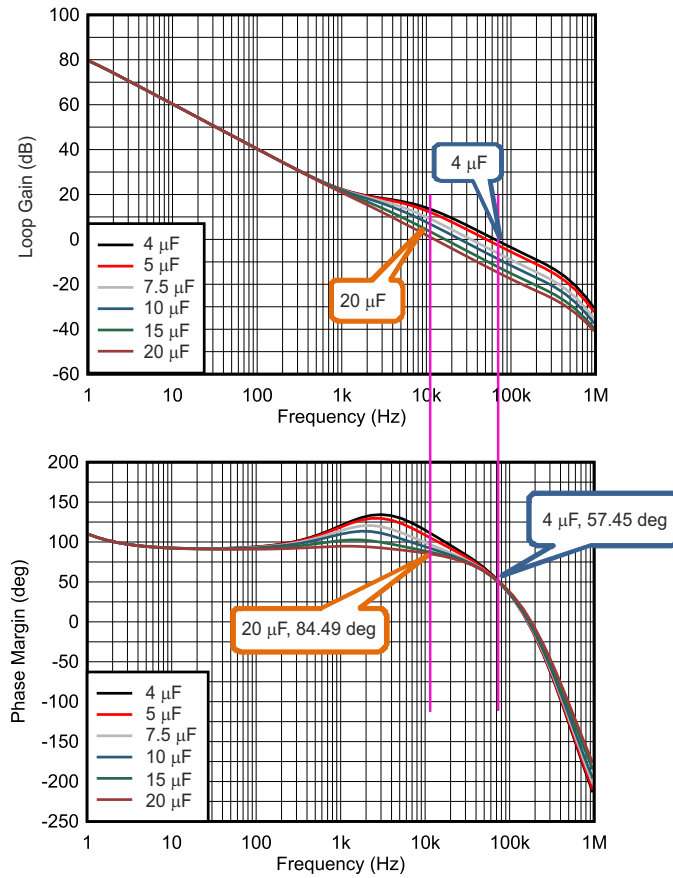 100
80
60
40
20
0
-20
-40
-60
Loop Gain (dB)
4 μF
20 μF
4 μF
5 μF
7.5 μF
10 μF
15 μF
20 μF
1
10
100
1k
10k
100k
1M
Frequency (Hz)
200
150
100
50
0
-50
-100
-150
-200
-250
Phase Margin (deg)
4 μF, 57.45 deg
20 μF, 84.49 deg
4 μF
5 μF
7.5 μF
10 μF
15 μF
20 μF
1
10
100
1k
10k
100k
1M
Frequency (Hz)